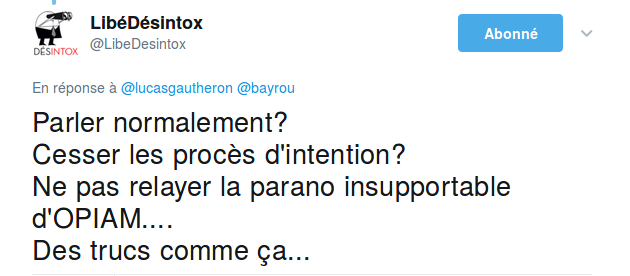 LibéDésintox
@LibeDesintox
DÉSINTOX
Abonné
En réponse à @lucasgautheron @bayrou
Parler normalement?
Cesser les procès d'intention?
Ne pas relayer la parano insupportable
d'OPIAM....
Des trucs comme ça...